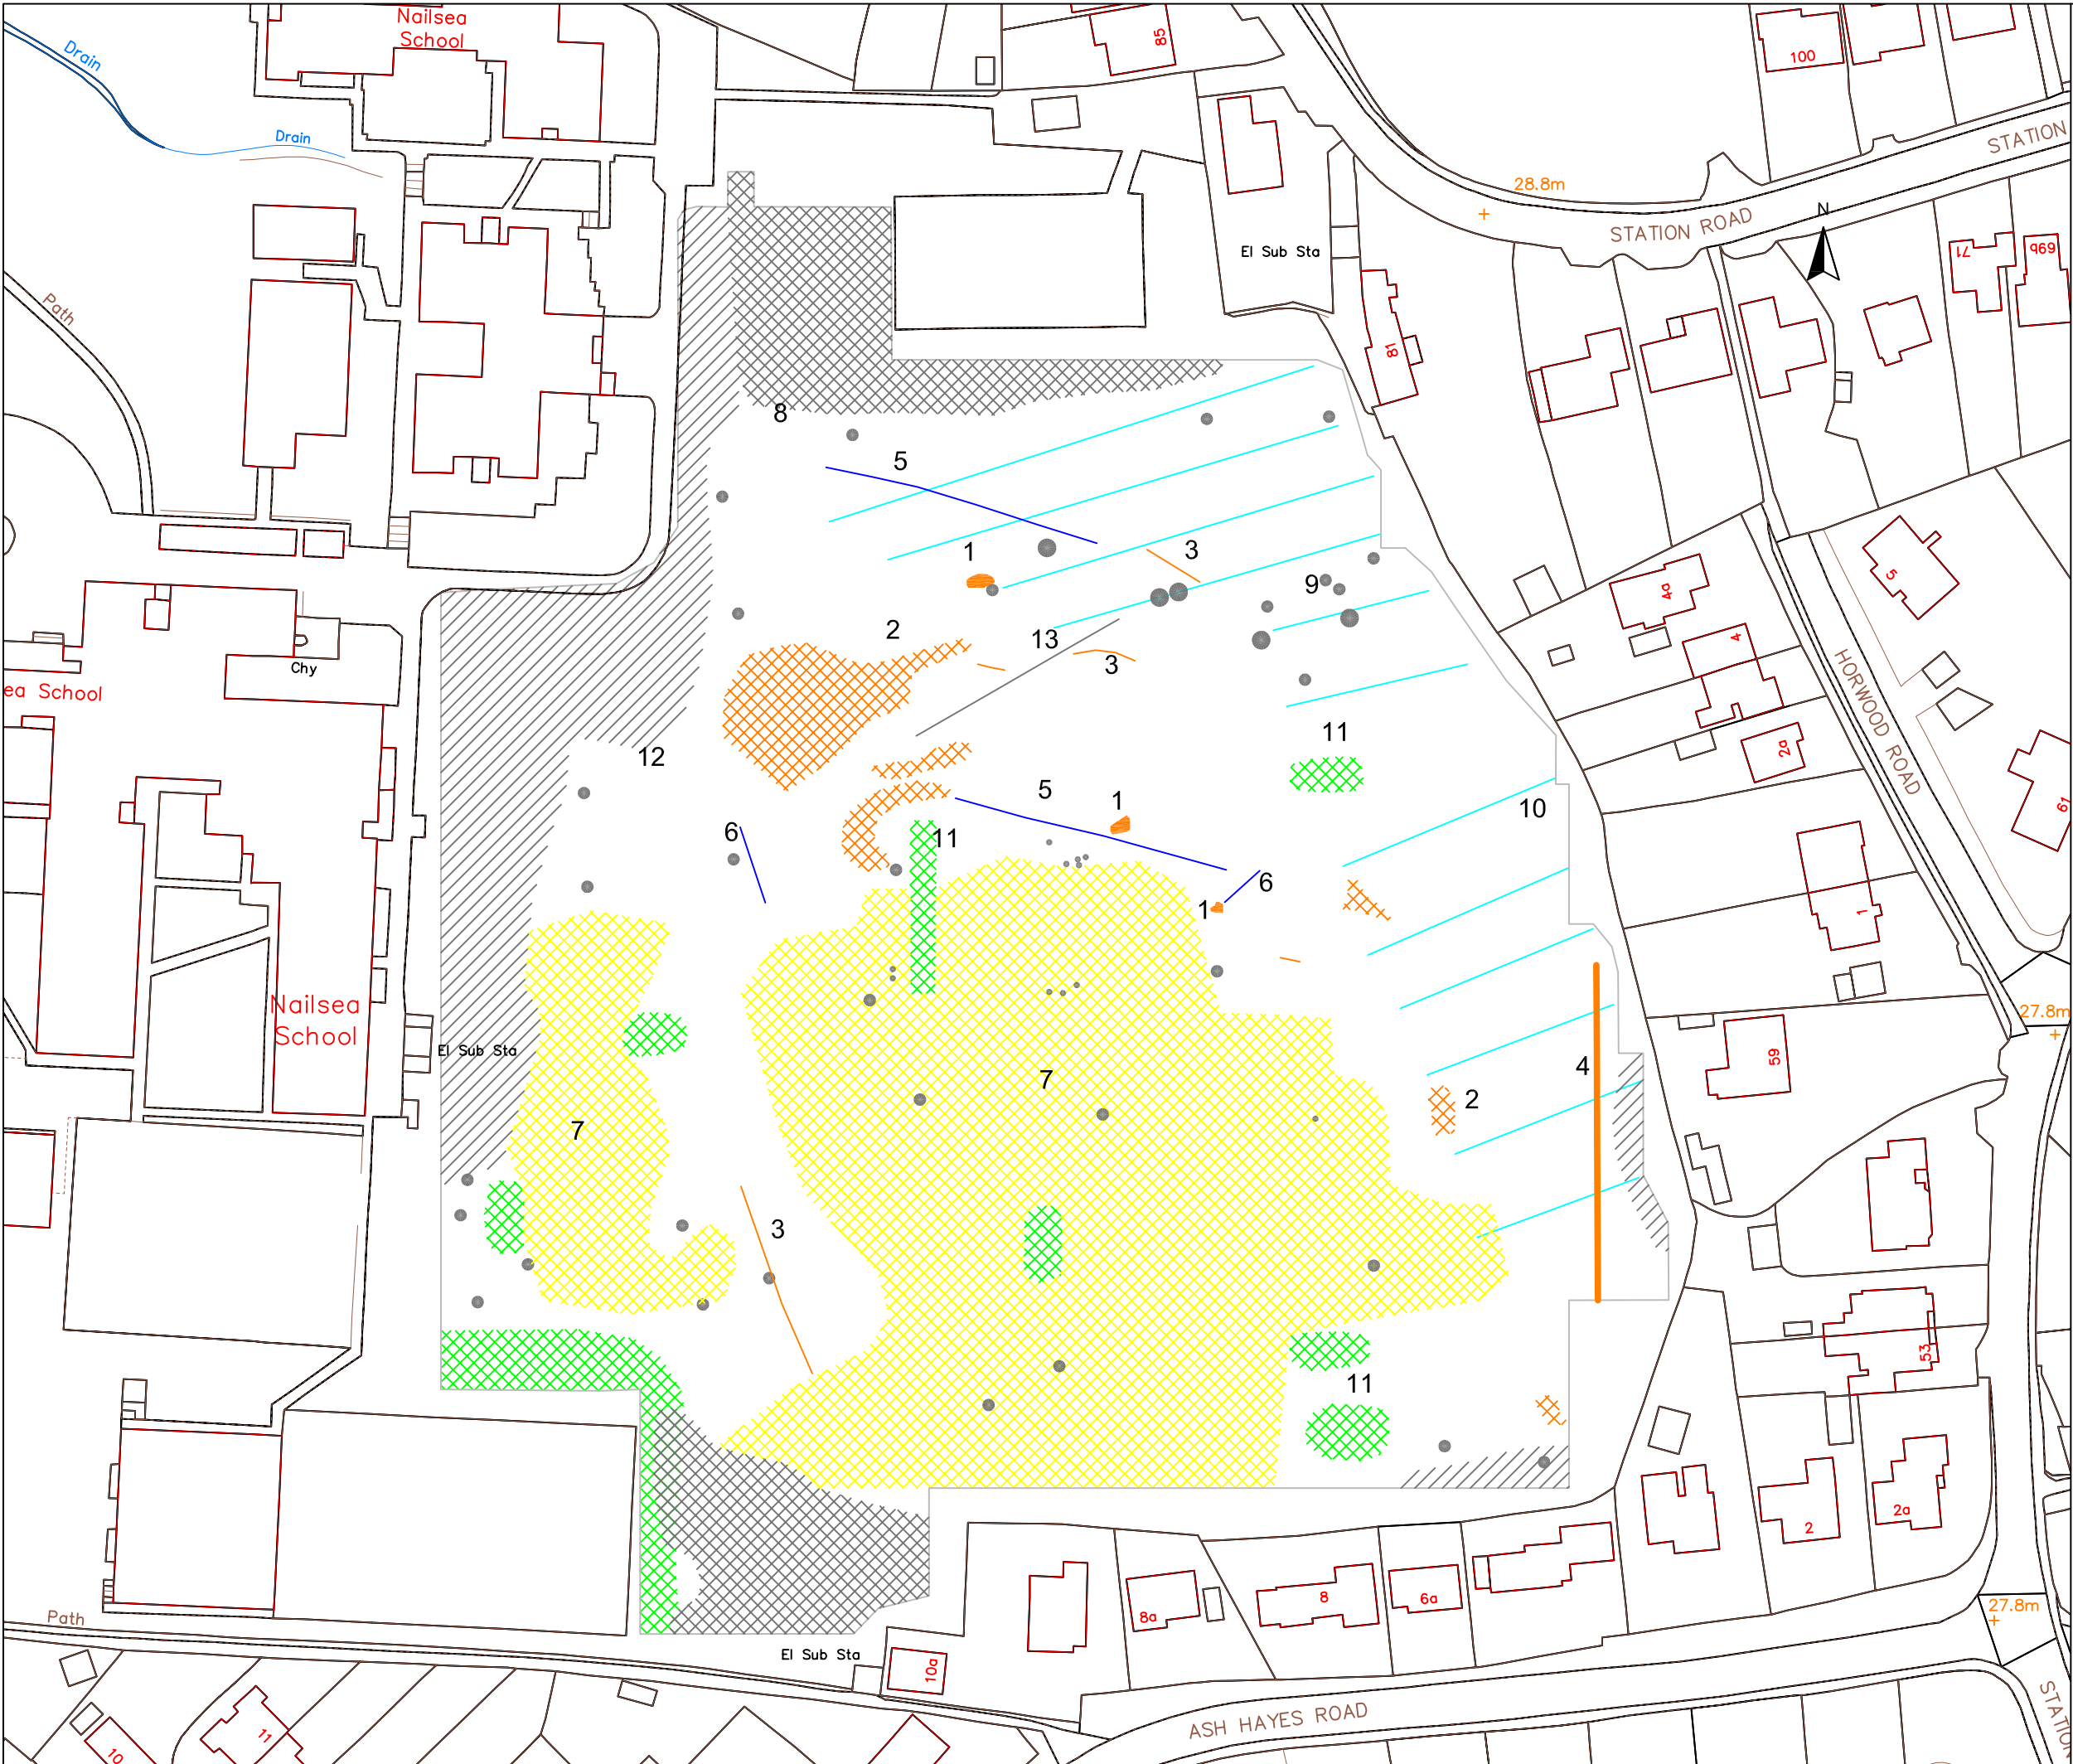 Nailsea
School
85
100
Drain
Drain
STATION
28.8m
STATION ROAD
N
El Sub Sta
71
69b
Path
81
8
5
1
3
9
5
4a
2
13
3
4
Chy
ea School
HORWOOD ROAD
12
11
2a
5
1
10
61
6
11
6
1
1
Nailsea
School
27.8m
El Sub Sta
7
4
59
2
7
3
11
53
2a
2
8
6a
8a
27.8m
Path
El Sub Sta
10a
STATION
ASH HAYES ROAD
11
10